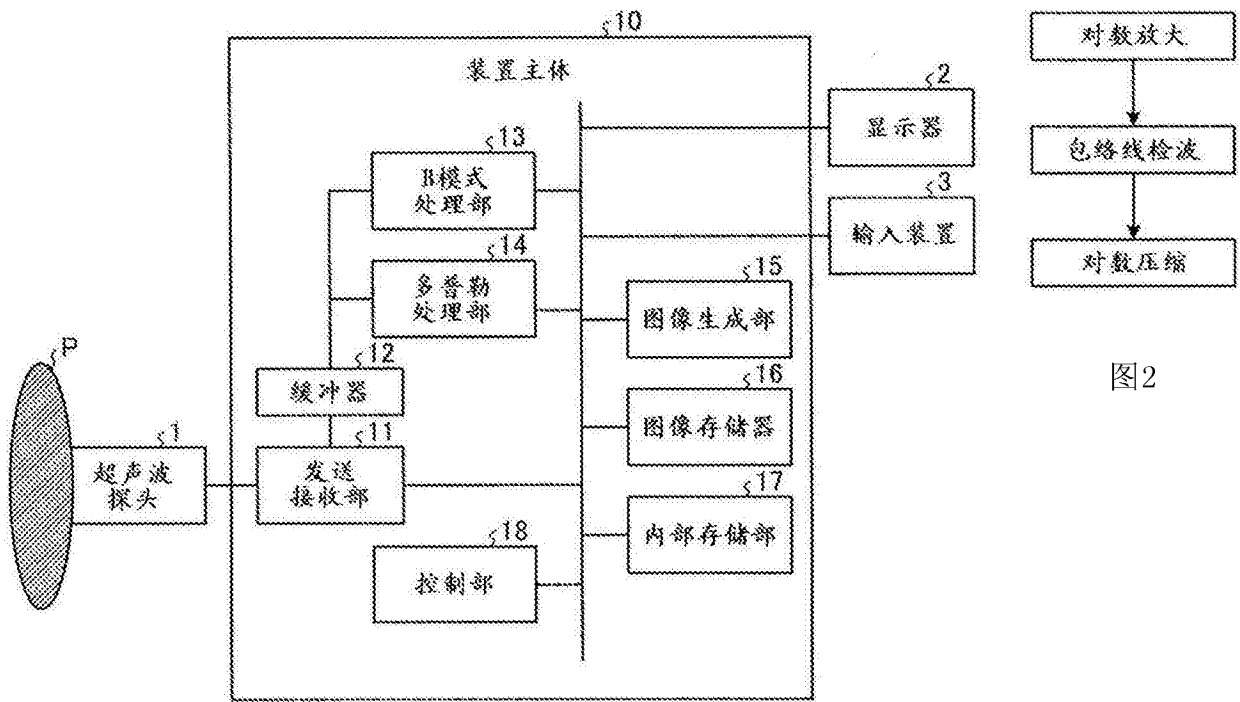 10
装置主体
13
B模式
处理部
14
多普勒
处理部
12
缓冲器
11
发送
接收部
18
控制部
P
1
超声波
探头
2
显示器
3
输入装置
15
图像生成部
16
图像存储器
17
内部存储部
对数放大
包络线检波
对数压缩
图2